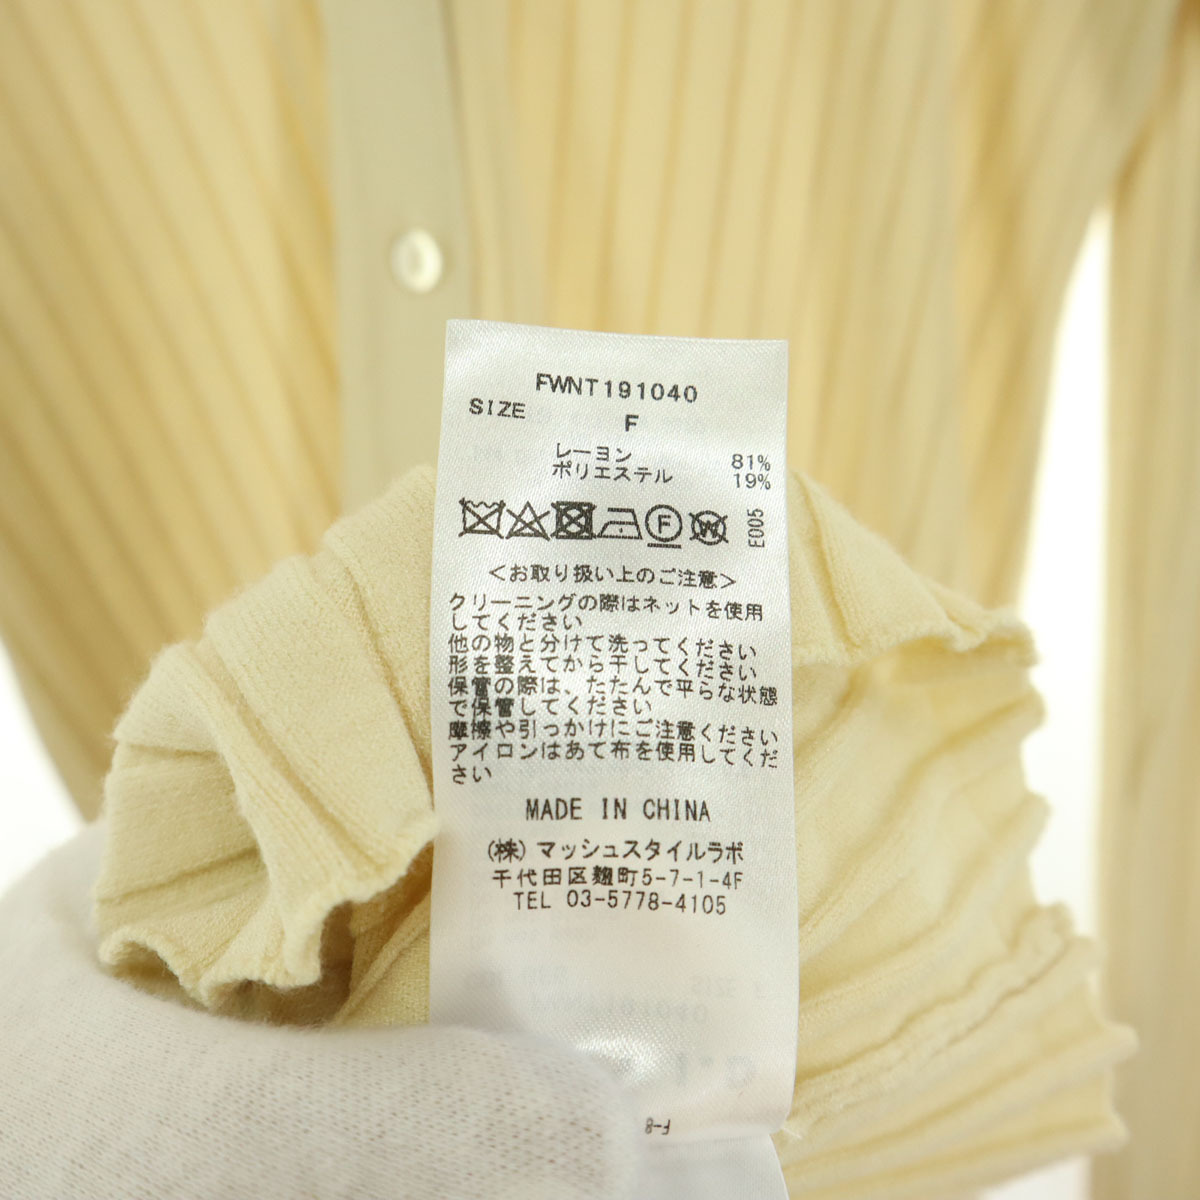 FWNT191040
SIZE F
レーヨン 81%
ポリエステル 19%
F W E005
＜お取り扱い上のご注意＞
クリーニングの際はネットを使用
してください
他の物と分けて洗ってください
形を整えてから干してください
保管の際は、たたんで平らな状態
で保管してください
摩擦や引っかけにご注意ください
アイロンはあて布を使用してくだ
さい
MADE IN CHINA
(株)マッシュスタイルラボ
千代田区麹町5-7-1-4F
TEL 03-5778-4105
F-8